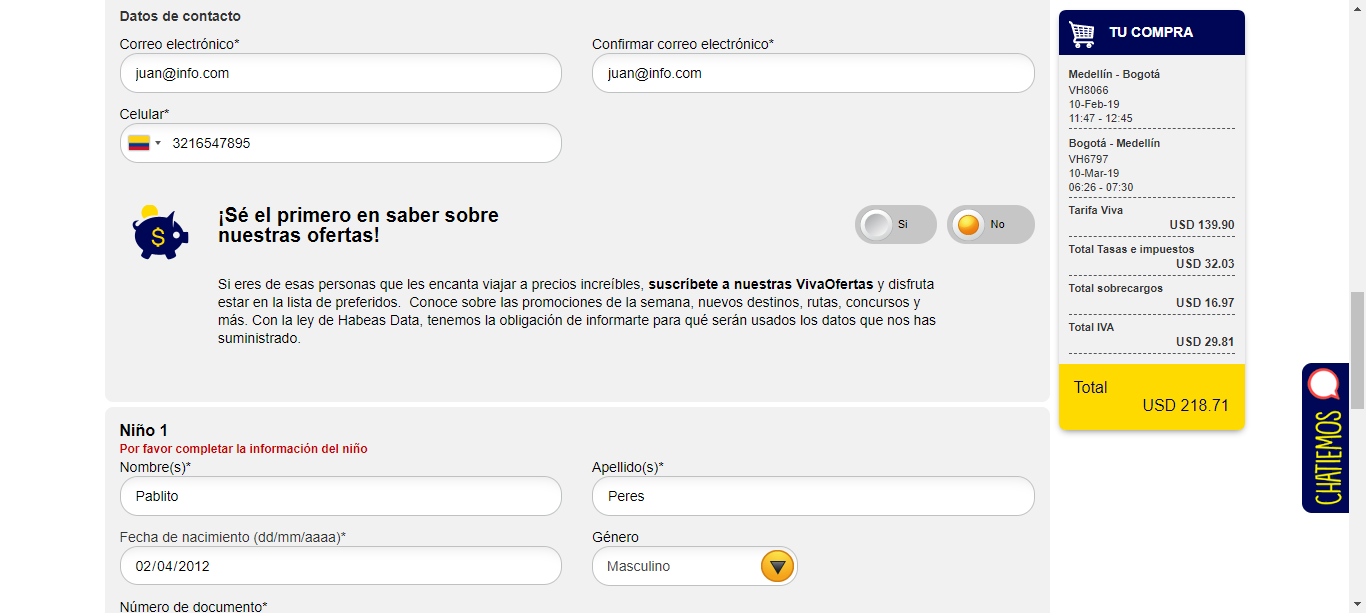 Datos de contacto
Correo electrónico*
Confirmar correo electrónico*
juan@info.com
juan@info.com
Celular*
3216547895
¡Sé el primero en saber sobre
nuestras ofertas!
Si
No
$
Si eres de esas personas que les encanta viajar a precios increíbles, suscríbete a nuestras VivaOfertas y disfruta
estar en la lista de preferidos. Conoce sobre las promociones de la semana, nuevos destinos, rutas, concursos y
más. Con la ley de Habeas Data, tenemos la obligación de informarte para qué serán usados los datos que nos has
suministrado.
Niño 1
Por favor completar la información del niño
Nombre(s)*
Apellido(s)*
Pablito
Peres
Fecha de nacimiento (dd/mm/aaaa)*
Género
02/04/2012
Masculino
Número de documento*
TU COMPRA
Medellín - Bogotá
VH8066
10-Feb-19
11:47 - 12:45
Bogotá - Medellín
VH6797
10-Mar-19
06:26 - 07:30
Tarifa Viva
USD 139.90
Total Tasas e impuestos
USD 32.03
Total sobrecargos
USD 16.97
Total IVA
USD 29.81
Total
USD 218.71
CHATIEMOS